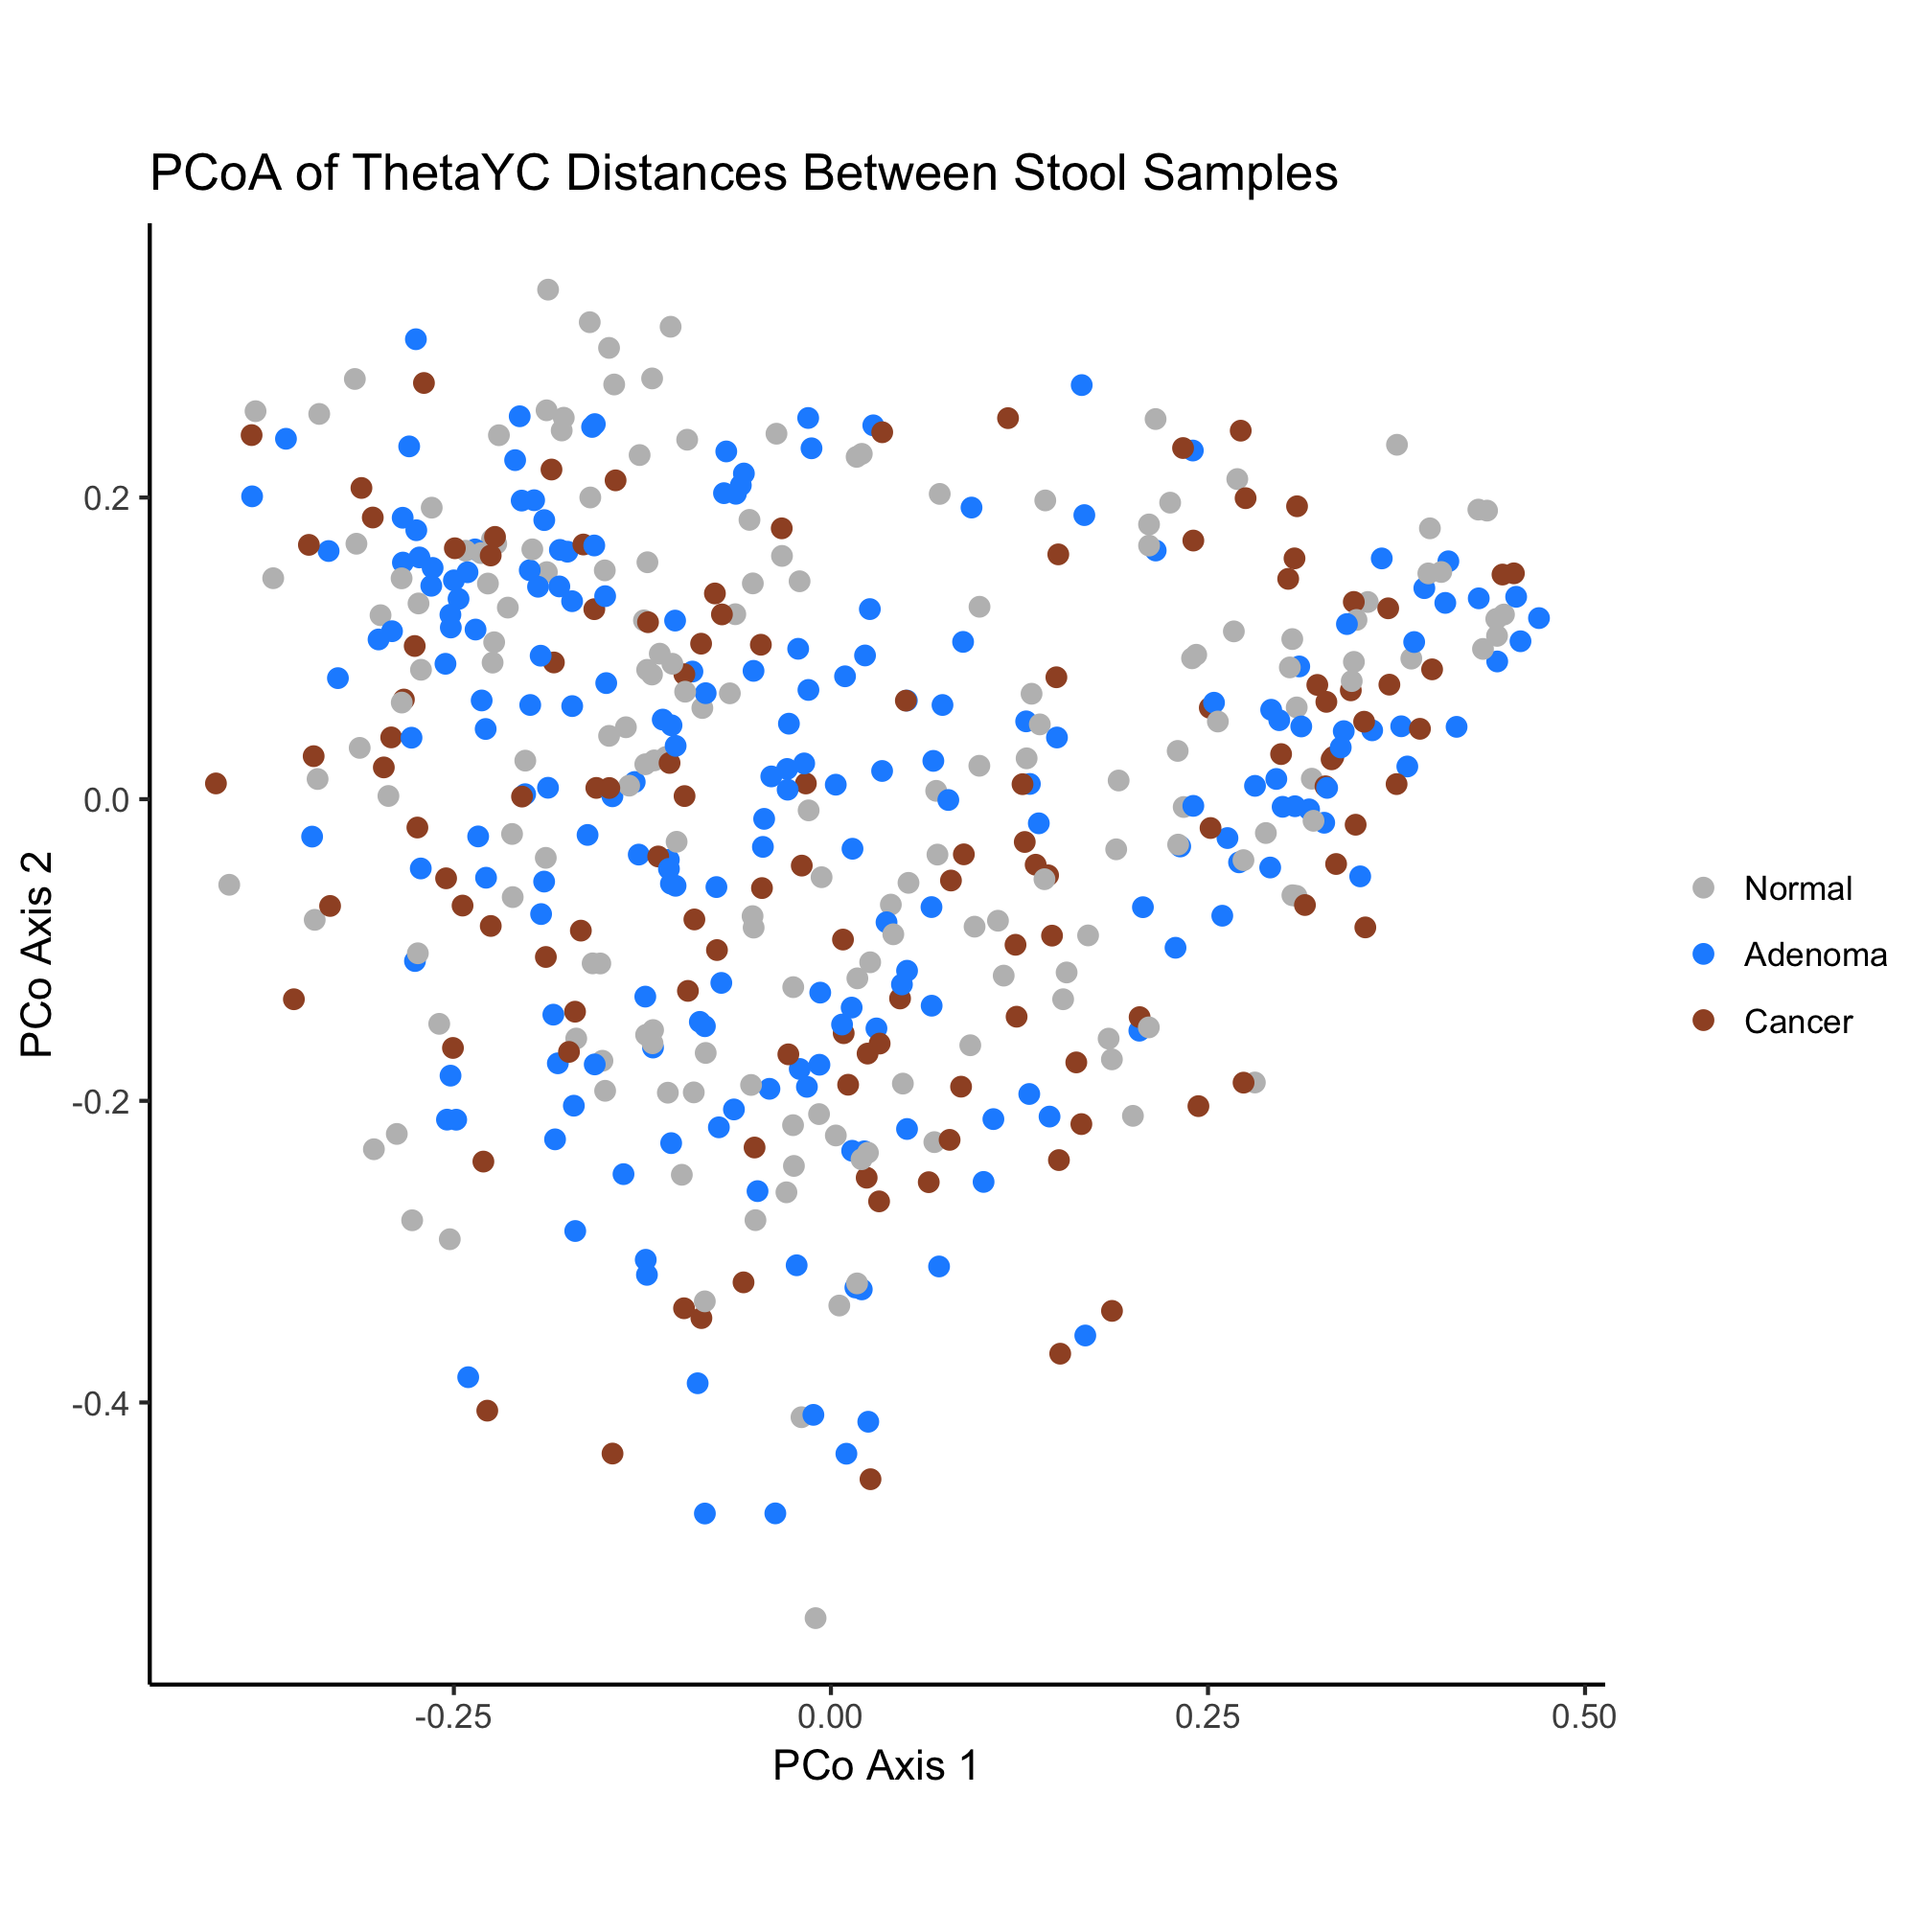 PCoA of ThetaYC Distances Between Stool Samples
0.2
0.0
-0.2
-0.4
PCo Axis 2
-0.25
0.00
0.25
0.50
PCo Axis 1
Normal
Adenoma
Cancer